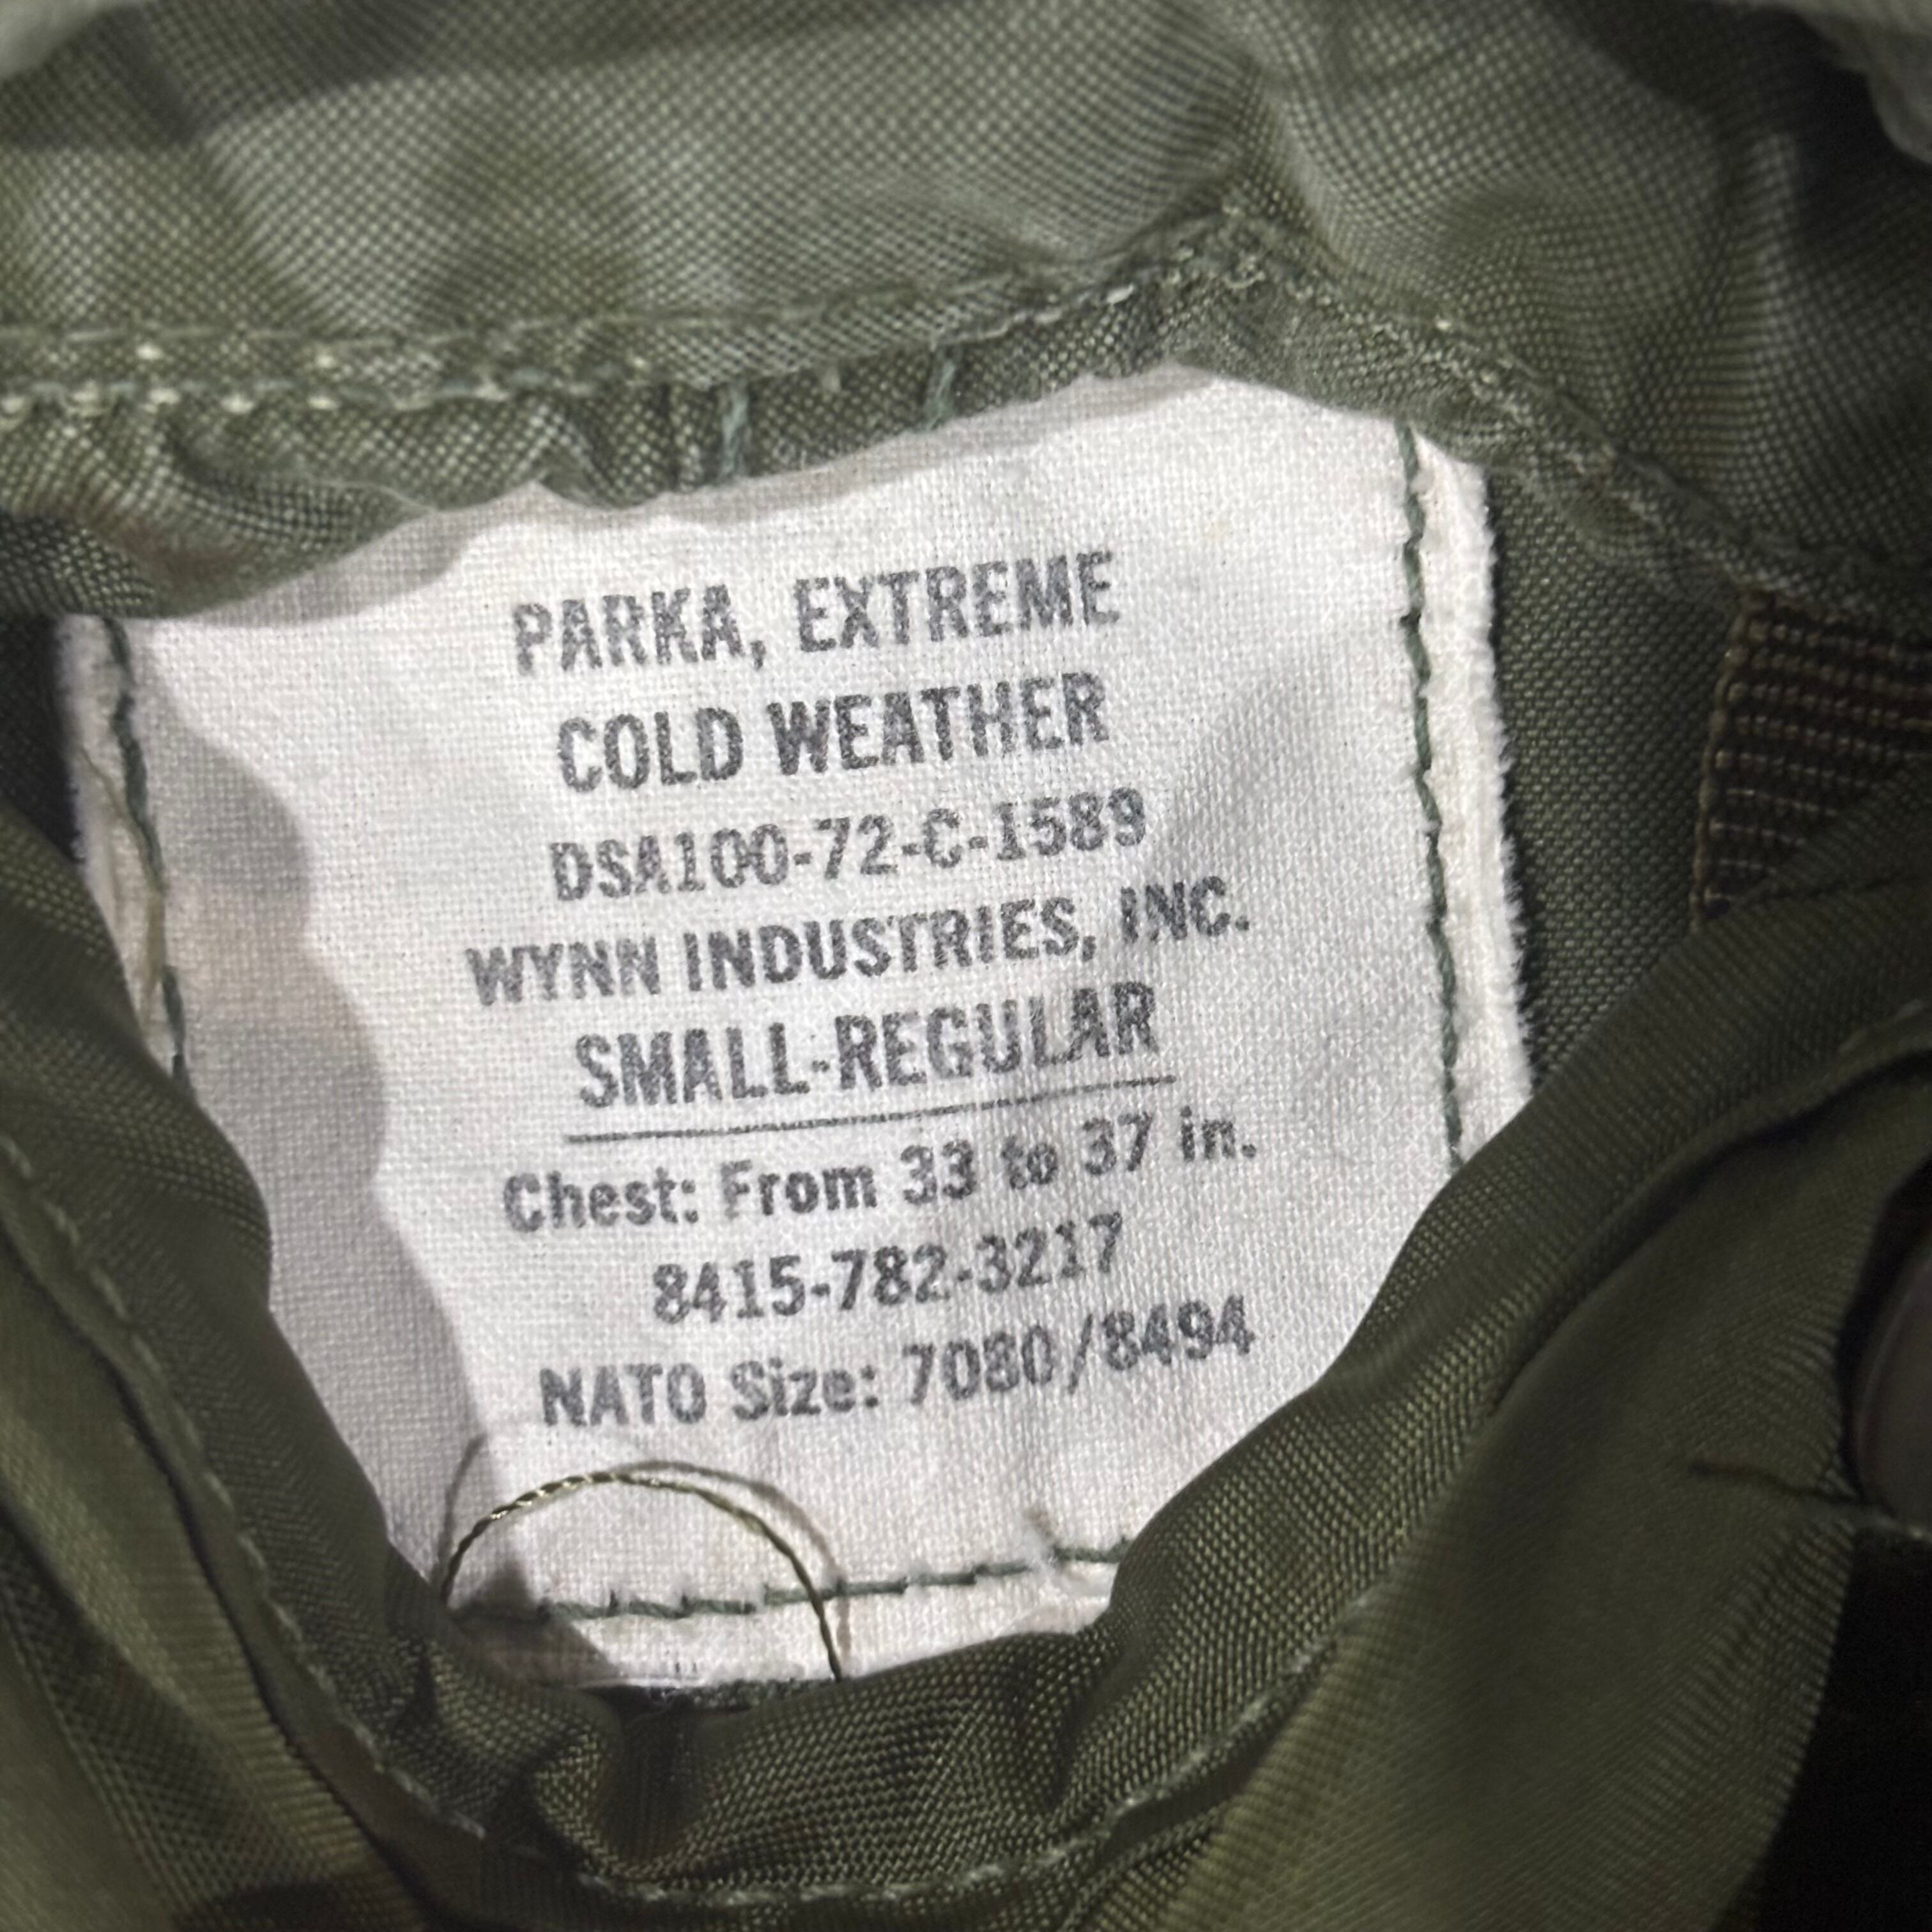 PARKA, EXTREME
COLD WEATHER
DSA100-72-C-1589
WYNN INDUSTRIES, INC.
SMALL-REGULAR
Chest: From 33 to 37 in.
8415-782-3217
NATO Size: 7080/8494